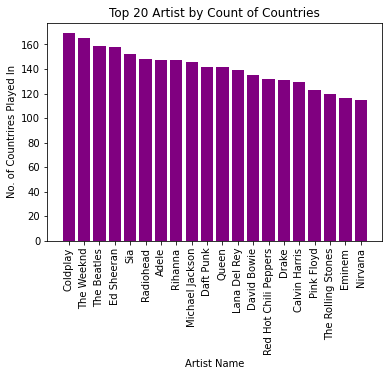 Top 20 Artist by Count of Countries
No. of Countrires Played In
160
140
120
100
80
60
40
20
0
Coldplay
The Weeknd
The Beatles
Ed Sheeran
Sia
Radiohead
Adele
Rihanna
Michael Jackson
Daft Punk
Queen
Lana Del Rey
David Bowie
Red Hot Chili Peppers
Drake
Calvin Harris
Pink Floyd
The Rolling Stones
Eminem
Nirvana
Artist Name